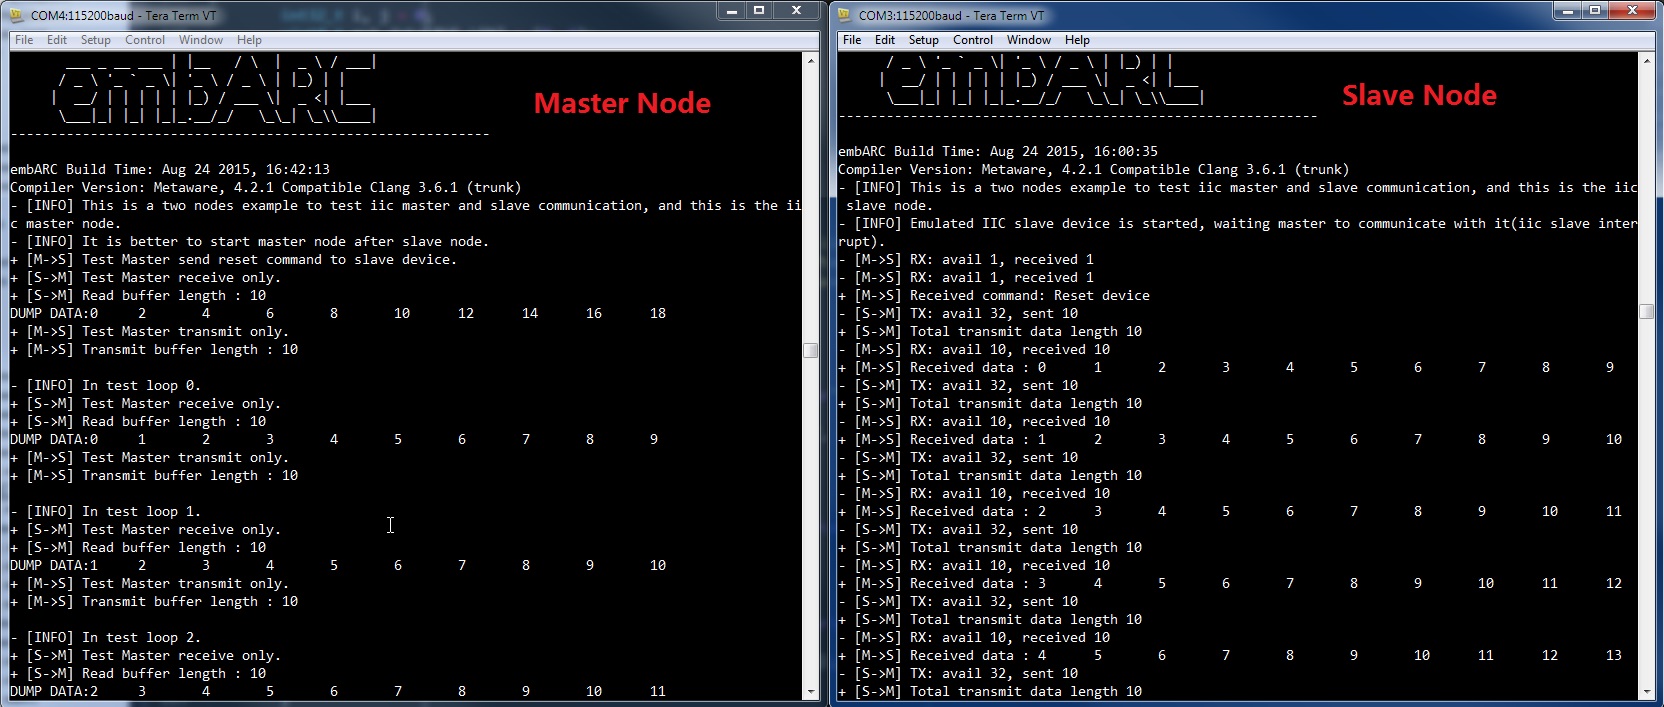 COM4:115200baud - Tera Term VT
File Edit Setup Control Window Help
embARC
Master Node
------------------------------------------------------------
embARC Build Time: Aug 24 2015, 16:42:13
Compiler Version: Metaware, 4.2.1 Compatible Clang 3.6.1 (trunk)
- [INFO] This is a two nodes example to test iic master and slave communication, and this is the ii
c master node.
- [INFO] It is better to start master node after slave node.
+ [M->S] Test Master send reset command to slave device.
+ [S->M] Test Master receive only.
+ [S->M] Read buffer length : 10
DUMP DATA:0 2 4 6 8 10 12 14 16 18
+ [M->S] Test Master transmit only.
+ [M->S] Transmit buffer length : 10
- [INFO] In test loop 0.
+ [S->M] Test Master receive only.
+ [S->M] Read buffer length : 10
DUMP DATA:0 1 2 3 4 5 6 7 8 9
+ [M->S] Test Master transmit only.
+ [M->S] Transmit buffer length : 10
- [INFO] In test loop 1.
+ [S->M] Test Master receive only.
+ [S->M] Read buffer length : 10
DUMP DATA:1 2 3 4 5 6 7 8 9 10
+ [M->S] Test Master transmit only.
+ [M->S] Transmit buffer length : 10
- [INFO] In test loop 2.
+ [S->M] Test Master receive only.
+ [S->M] Read buffer length : 10
DUMP DATA:2 3 4 5 6 7 8 9 10 11
COM3:115200baud - Tera Term VT
File Edit Setup Control Window Help
embARC
Slave Node
------------------------------------------------------------
embARC Build Time: Aug 24 2015, 16:00:35
Compiler Version: Metaware, 4.2.1 Compatible Clang 3.6.1 (trunk)
- [INFO] This is a two nodes example to test iic master and slave communication, and this is the iic
 slave node.
- [INFO] Emulated IIC slave device is started, waiting master to communicate with it(iic slave inter
rupt).
- [M->S] RX: avail 1, received 1
- [M->S] RX: avail 1, received 1
+ [M->S] Received command: Reset device
- [S->M] TX: avail 32, sent 10
+ [S->M] Total transmit data length 10
- [M->S] RX: avail 10, received 10
+ [M->S] Received data : 0 1 2 3 4 5 6 7 8 9
- [S->M] TX: avail 32, sent 10
+ [S->M] Total transmit data length 10
- [M->S] RX: avail 10, received 10
+ [M->S] Received data : 1 2 3 4 5 6 7 8 9 10
- [S->M] TX: avail 32, sent 10
+ [S->M] Total transmit data length 10
- [M->S] RX: avail 10, received 10
+ [M->S] Received data : 2 3 4 5 6 7 8 9 10 11
- [S->M] TX: avail 32, sent 10
+ [S->M] Total transmit data length 10
- [M->S] RX: avail 10, received 10
+ [M->S] Received data : 3 4 5 6 7 8 9 10 11 12
- [S->M] TX: avail 32, sent 10
+ [S->M] Total transmit data length 10
- [M->S] RX: avail 10, received 10
+ [M->S] Received data : 4 5 6 7 8 9 10 11 12 13
- [S->M] TX: avail 32, sent 10
+ [S->M] Total transmit data length 10